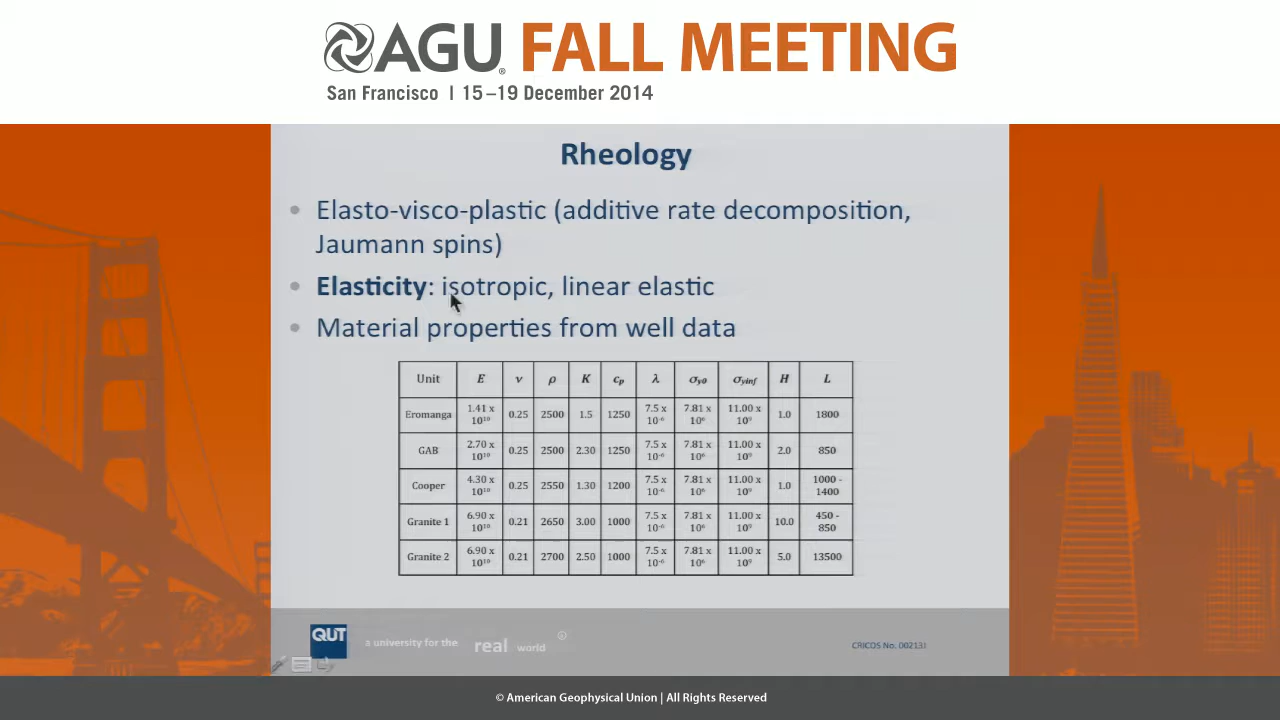 AGU FALL MEETING
San Francisco | 15–19 December 2014
Rheology
• Elasto-visco-plastic (additive rate decomposition,
Jaumann spins)
• Elasticity: isotropic, linear elastic
• Material properties from well data
Unit E ν ρ K cₚ λ σy0 σyinf H L
Eromanga 1.41 x 10¹⁰ 0.25 2500 1.5 1250 7.5 x 10⁻⁶ 7.81 x 10⁶ 11.00 x 10⁹ 1.0 1800
GAB 2.70 x 10¹⁰ 0.25 2500 2.30 1250 7.5 x 10⁻⁶ 7.81 x 10⁶ 11.00 x 10⁹ 2.0 850
Cooper 4.30 x 10¹⁰ 0.25 2550 1.30 1200 7.5 x 10⁻⁶ 7.81 x 10⁶ 11.00 x 10⁹ 1.0 1000 - 1400
Granite 1 6.90 x 10¹⁰ 0.21 2650 3.00 1000 7.5 x 10⁻⁶ 7.81 x 10⁶ 11.00 x 10⁹ 10.0 450 - 850
Granite 2 6.90 x 10¹⁰ 0.21 2700 2.50 1000 7.5 x 10⁻⁶ 7.81 x 10⁶ 11.00 x 10⁹ 5.0 13500
QUT a university for the real world
CRICOS No. 00213J
© American Geophysical Union | All Rights Reserved